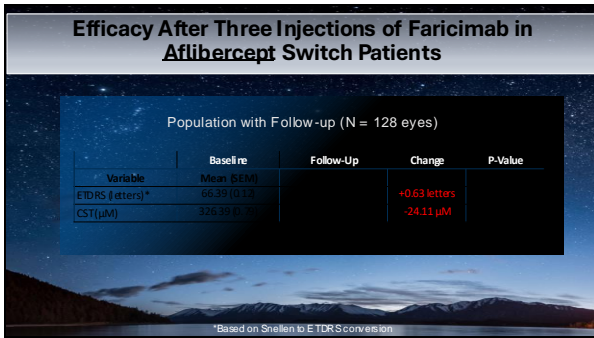 Efficacy After Three Injections of Faricimab in
Aflibercept Switch Patients
Population with Follow-up (N = 128 eyes)
Baseline Follow-Up Change P-Value
Variable Mean (SEM)
ETDRS (letters)* 66.39 +0.63 letters
CST(µM) -24.11 µM
*Based on Snellen to ETDRS conversion